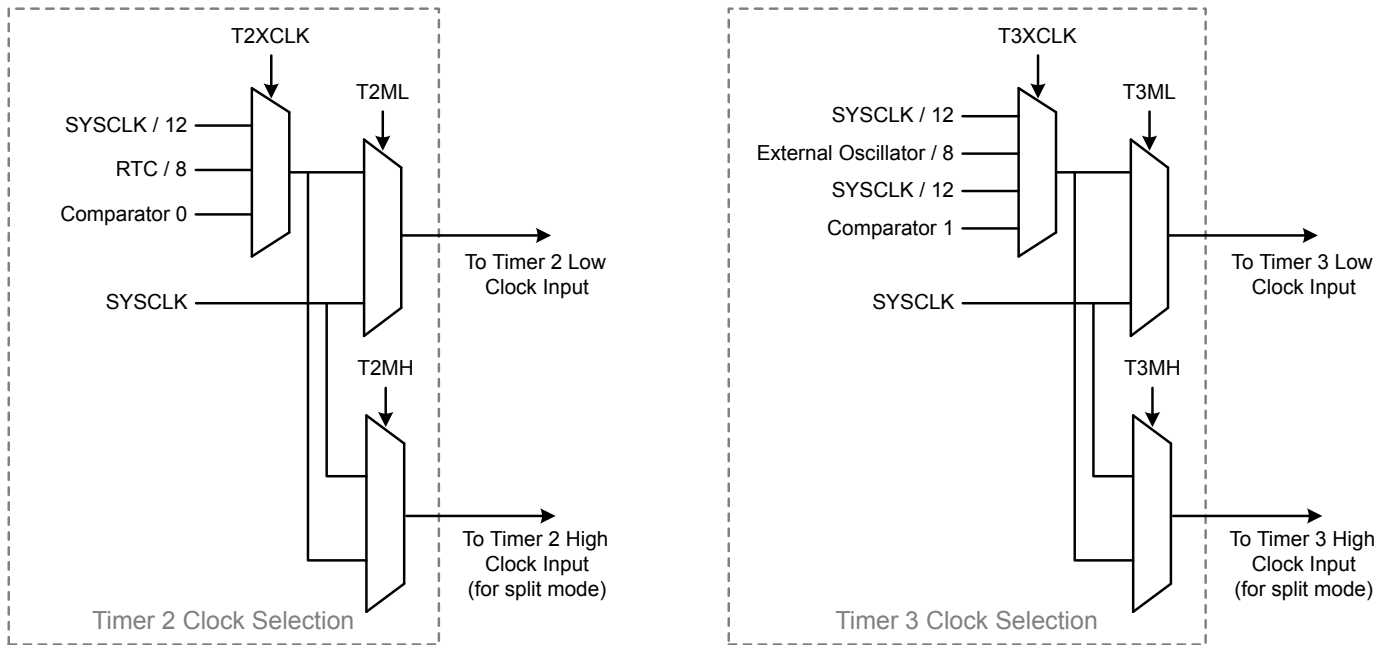 T2XCLK
T2ML
SYSCLK / 12
RTC / 8
Comparator 0
To Timer 2 Low
Clock Input
SYSCLK
T2MH
To Timer 2 High
Clock Input
(for split mode)
Timer 2 Clock Selection
T3XCLK
T3ML
SYSCLK / 12
External Oscillator / 8
SYSCLK / 12
Comparator 1
To Timer 3 Low
Clock Input
SYSCLK
T3MH
To Timer 3 High
Clock Input
(for split mode)
Timer 3 Clock Selection